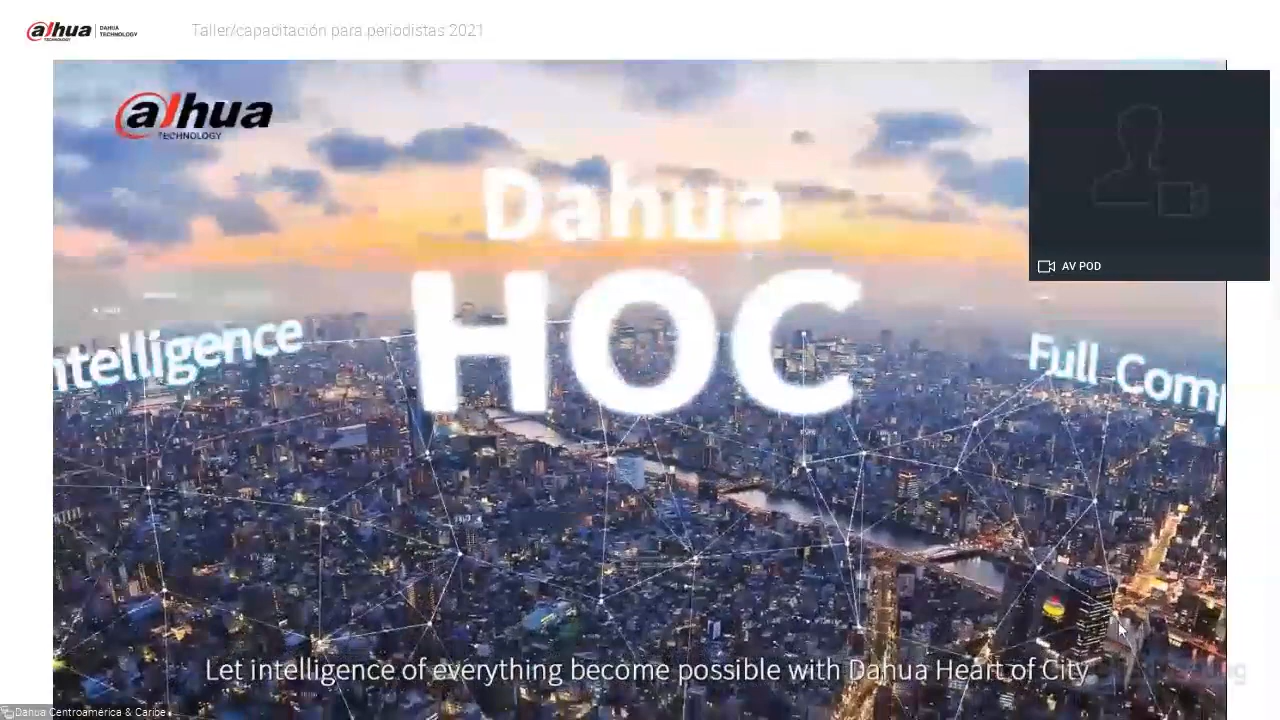 alhua
TECHNOLOGY
DAHUA
TECHNOLOGY
Taller/capacitación para periodistas 2021
alhua
TECHNOLOGY
Dahua
HOC
ntelligence
Full Comp
AV POD
Let intelligence of everything become possible with Dahua Heart of City
Dahua Centroamérica & Caribe